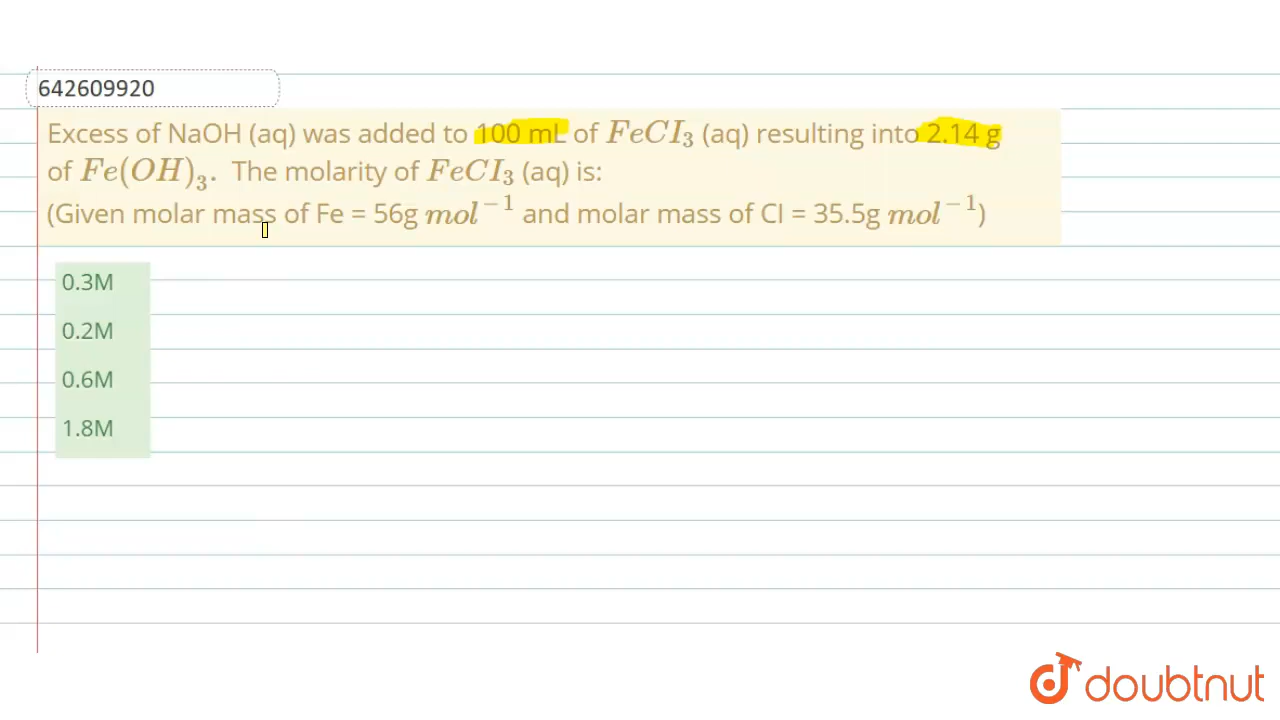 642609920
Excess of NaOH (aq) was added to 100 mL of FeCI₃ (aq) resulting into 2.14 g
of Fe(OH)₃. The molarity of FeCI₃ (aq) is:
(Given molar mass of Fe = 56g mol⁻¹ and molar mass of CI = 35.5g mol⁻¹)
0.3M
0.2M
0.6M
1.8M
doubtnut